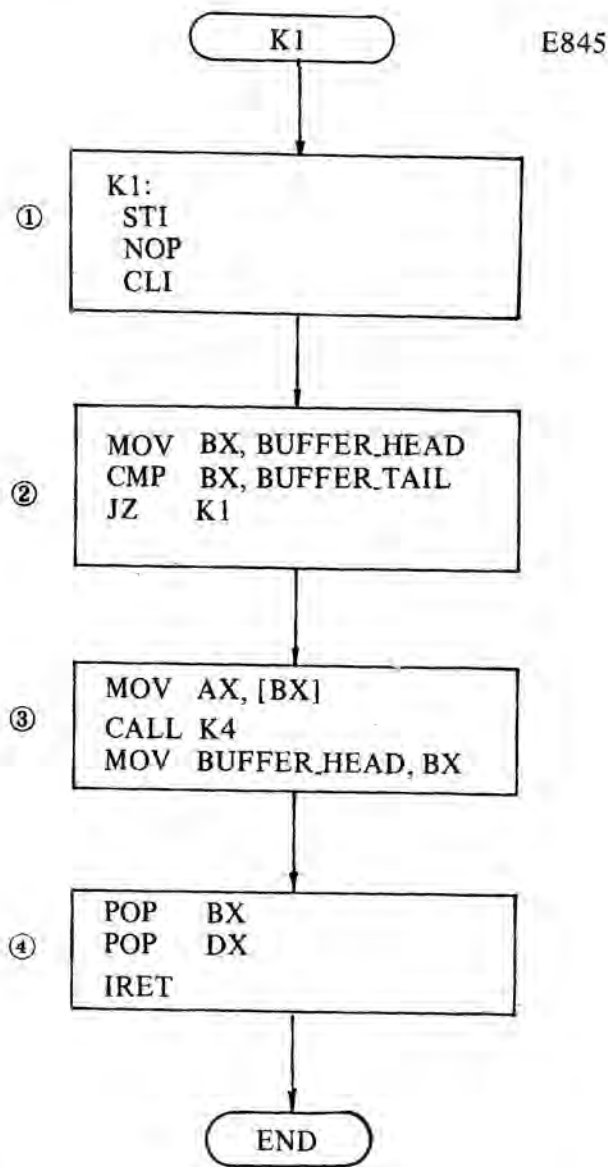 K1
E845
①
K1:
STI
NOP
CLI
②
MOV BX, BUFFER_HEAD
CMP BX, BUFFER_TAIL
JZ K1
③
MOV AX, [BX]
CALL K4
MOV BUFFER_HEAD, BX
④
POP BX
POP DX
IRET
END